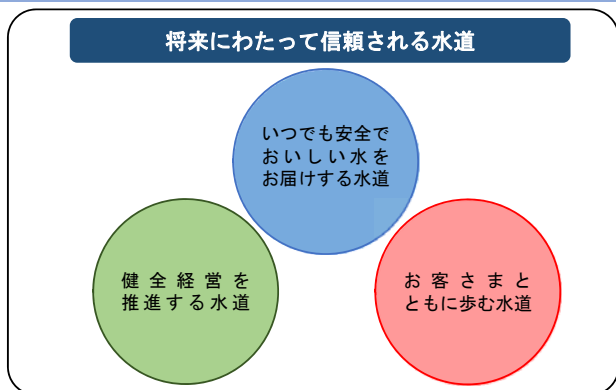 将来にわたって信頼される水道
いつでも安全で
おいしい水を
お届けする水道
健全経営を
推進する水道
お客さまと
ともに歩む水道